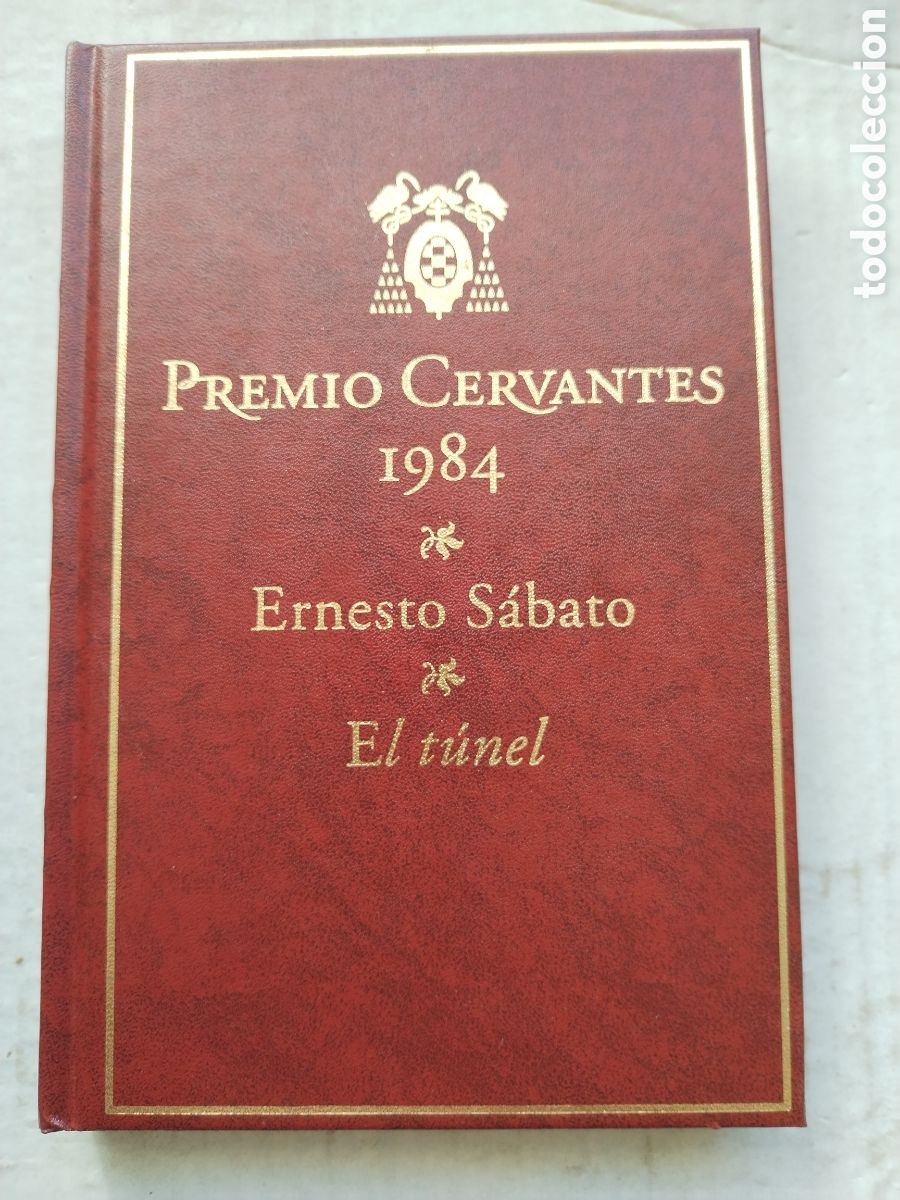 PREMIO CERVANTES
1984
Ernesto Sábato
El túnel
todocoleccion